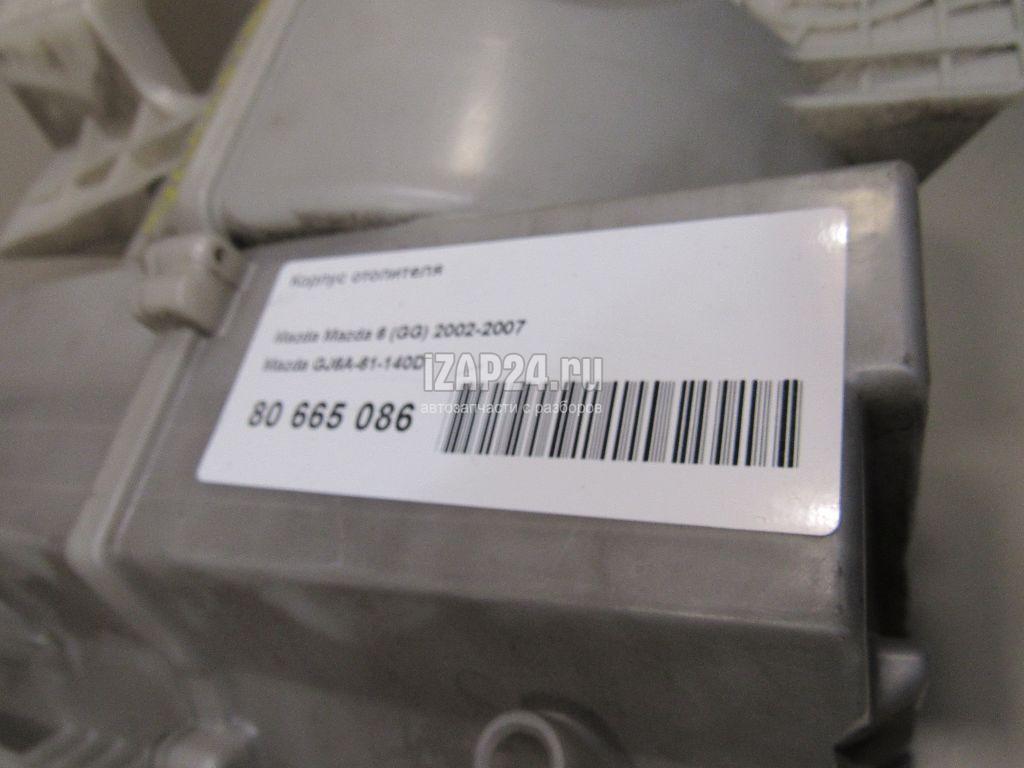 Корпус отопителя
Mazda Mazda 6 (GG) 2002-2007
Mazda GJ6A-61-140D
iZAP24.ru
автозапчасти с разборов
80 665 086